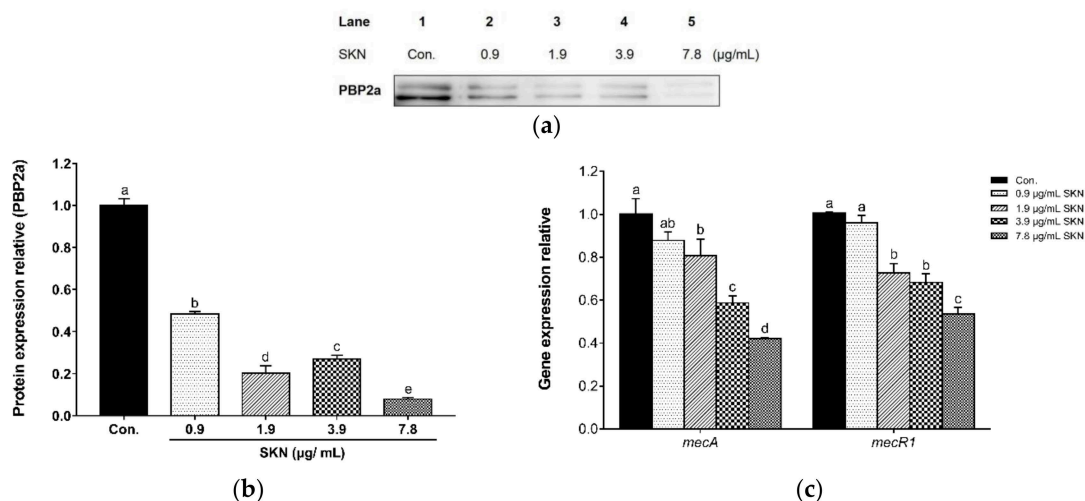 Lane 1 2 3 4 5
SKN Con. 0.9 1.9 3.9 7.8 (µg/mL)
PBP2a
(a)
Protein expression relative (PBP2a)
1.2
1.0
0.8
0.6
0.4
0.2
0.0
a
b
d
c
e
Con. 0.9 1.9 3.9 7.8
SKN (µg/ mL)
(b)
Gene expression relative
1.2
1.0
0.8
0.6
0.4
0.2
0.0
a
ab
b
c
d
a
a
b
b
c
mecA mecR1
Con.
0.9 µg/mL SKN
1.9 µg/mL SKN
3.9 µg/mL SKN
7.8 µg/mL SKN
(c)